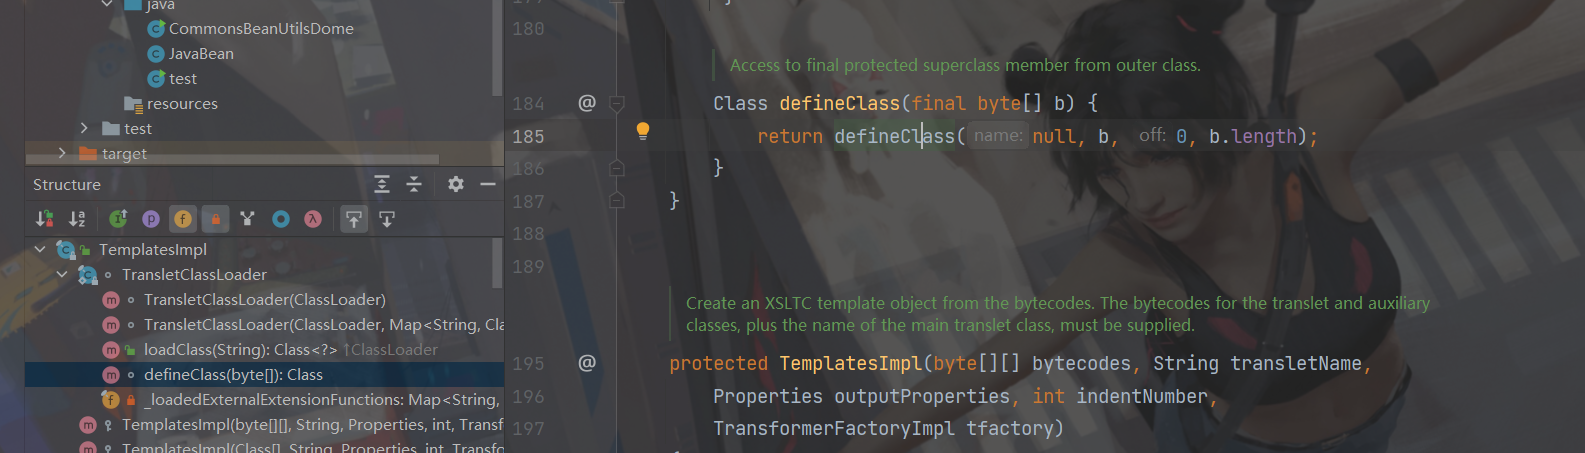 java
CommonsBeanUtilsDome
JavaBean
test
resources
test
target
Structure
TemplatesImpl
TransletClassLoader
TransletClassLoader(ClassLoader)
TransletClassLoader(ClassLoader, Map<String, Cla
loadClass(String): Class<?> ↑ClassLoader
defineClass(byte[]): Class
_loadedExternalExtensionFunctions: Map<String,
TemplatesImpl(byte[][], String, Properties, int, Transf
TemplatesImpl(Class[], String, Properties, int, Transfo
179 }
180
Access to final protected superclass member from outer class.
184 @ Class defineClass(final byte[] b) {
185 return defineClass( name: null, b, off: 0, b.length);
186 }
187 }
188
189
Create an XSLTC template object from the bytecodes. The bytecodes for the translet and auxiliary
classes, plus the name of the main translet class, must be supplied.
195 @ protected TemplatesImpl(byte[][] bytecodes, String transletName,
196 Properties outputProperties, int indentNumber,
197 TransformerFactoryImpl tfactory)